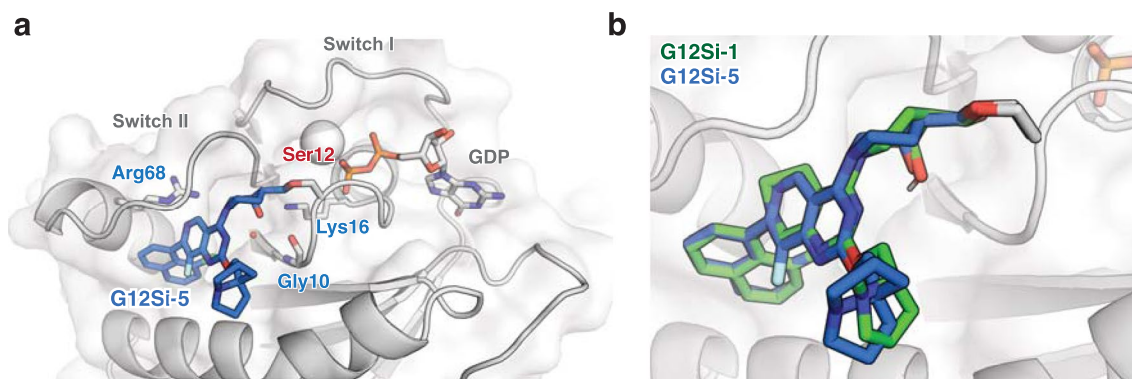 a
Switch I
Switch II
Ser12
Arg68
GDP
Lys16
Gly10
G12Si-5
b
G12Si-1
G12Si-5